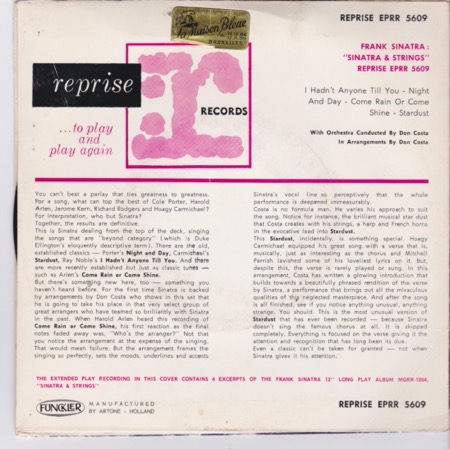 REPRISE EPRR 5609
la Maison Bleue
BRUXELLES
FRANK SINATRA:
"SINATRA & STRINGS"
REPRISE EPRR 5609
reprise
r
RECORDS
I Hadn't Anyone Till You - Night
And Day - Come Rain Or Come
Shine - Stardust
...to play
and play again
With Orchestra Conducted By Don Costa
In Arrangements By Don Costa
You can't beat a parlay that ties greatness to greatness.
For a song, what can top the best of Cole Porter, Harold
Arlen, Jerome Kern, Richard Rodgers and Hoagy Carmichael?
For interpretation, who but Sinatra?
Together, the results are definitive.
This is Sinatra dealing from the top of the deck, singing
the songs that are "beyond category" (which is Duke
Ellington's eloquently descriptive term). There are the old,
established classics — Porter's Night and Day, Carmichael's
Stardust, Ray Noble's I Hadn't Anyone Till You. And there
are more recently established but just as classic tunes —
such as Arlen's Come Rain or Come Shine.
But there's something new here, too — something you
haven't heard before. For the first time Sinatra is backed
by arrangements by Don Costa who shows in this set that
he is going to take his place in that very select group of
great arrangers who have teamed so brilliantly with Sinatra
in the past. When Harold Arlen heard this recording of
Come Rain or Come Shine, his first reaction as the final
notes faded away was, "Who's the arranger?" Not that
you notice the arrangement at the expense of the singing.
That would mean failure. But the arrangement frames the
singing so perfectly, sets the moods, underlines and accents
Sinatra's vocal line so perceptively that the whole
performance is deepened immeasurably.
Costa is no formula man. He varies his approach to suit
the song. Notice for instance, the brilliant musical star dust
that Costa creates with his strings, a harp and French horns
in the evocative lead into Stardust.
This Stardust, incidentally, is something special. Hoagy
Carmichael equipped his great song with a verse that is,
musically, just as interesting as the chorus and Mitchell
Parrish lavished some of his loveliest lyrics on it. But,
despite this, the verse is rarely played or sung. In this
arrangement, Costa has written a glowing introduction that
builds towards a beautifully phrased rendition of the verse
by Sinatra, a performance that brings out all the miraculous
qualities of this neglected masterpiece. And after the song
is all finished, see if you notice anything unusual, anything
strange. You should. This is the most unusual version of
Stardust that has ever been recorded — because Sinatra
doesn't sing the famous chorus at all. It is skipped
completely. Everything is focused on the verse giving it the
attention and recognition that has long been its due.
Even a classic can't be taken for granted — not when
Sinatra gives it his attention.
THE EXTENDED PLAY RECORDING IN THIS COVER CONTAINS 4 EXCERPTS OF THE FRANK SINATRA 12" LONG PLAY ALBUM MGRR-1004,
"SINATRA & STRINGS"
FUNCKLER
MANUFACTURED
BY ARTONE - HOLLAND
REPRISE EPRR 5609